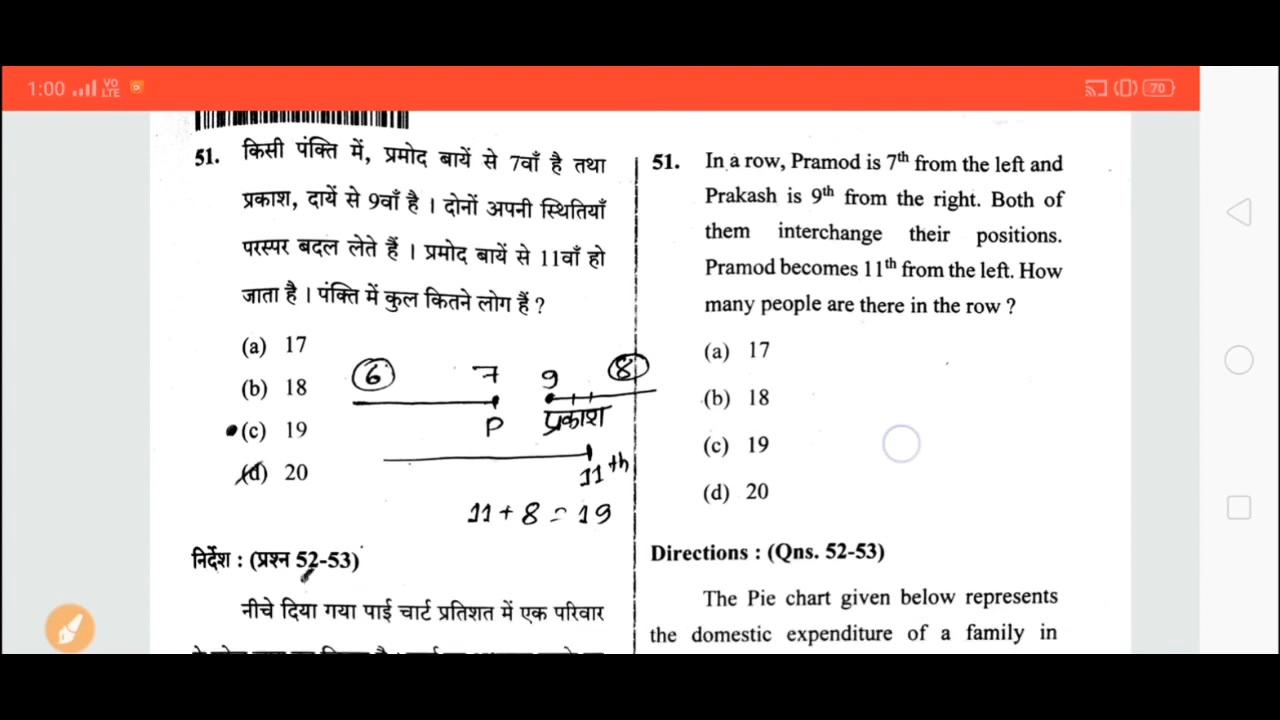 1:00 VO LTE 70
51. किसी पंक्ति में, प्रमोद बायें से 7वाँ है तथा
प्रकाश, दायें से 9वाँ है । दोनों अपनी स्थितियाँ
परस्पर बदल लेते हैं । प्रमोद बायें से 11वाँ हो
जाता है । पंक्ति में कुल कितने लोग हैं ?
(a) 17
(b) 18
(c) 19
(d) 20
6 7 9 8
P प्रकाश
11th
11 + 8 = 19
निर्देश : (प्रश्न 52-53)
नीचे दिया गया पाई चार्ट प्रतिशत में एक परिवार
51. In a row, Pramod is 7th from the left and
Prakash is 9th from the right. Both of
them interchange their positions.
Pramod becomes 11th from the left. How
many people are there in the row ?
(a) 17
(b) 18
(c) 19
(d) 20
Directions : (Qns. 52-53)
The Pie chart given below represents
the domestic expenditure of a family in